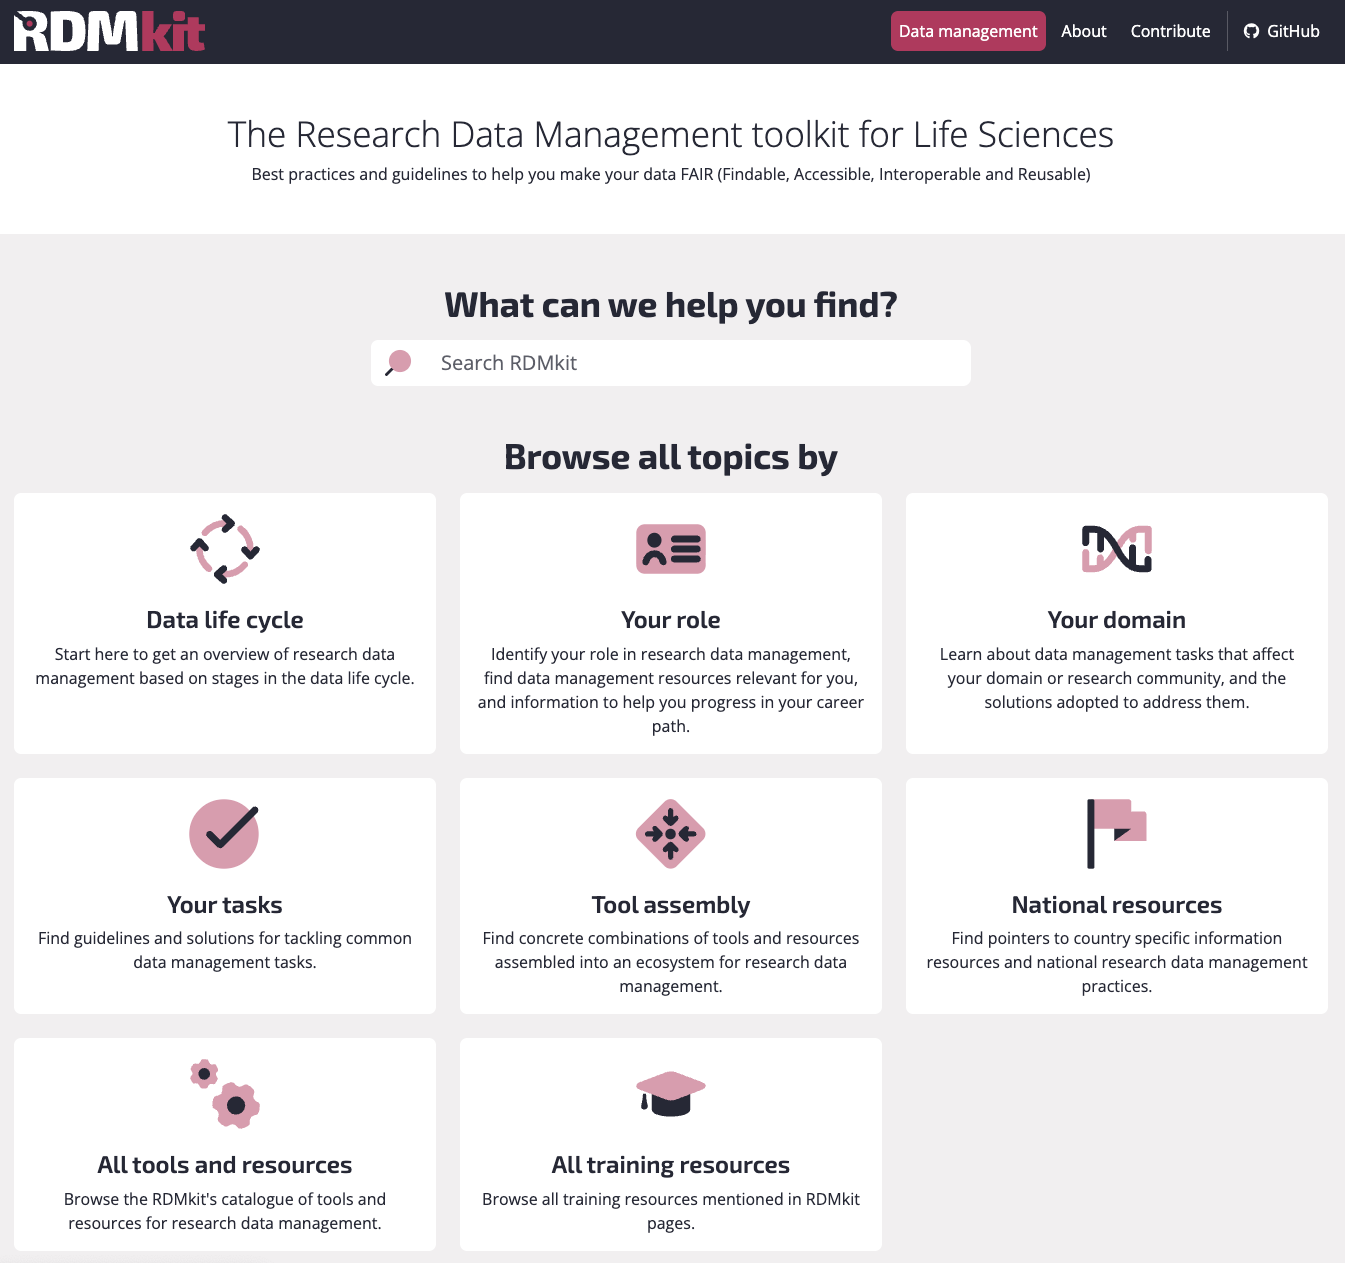 RDMkit
Data management
About
Contribute
GitHub
The Research Data Management toolkit for Life Sciences
Best practices and guidelines to help you make your data FAIR (Findable, Accessible, Interoperable and Reusable)
What can we help you find?
Search RDMkit
Browse all topics by
Data life cycle
Start here to get an overview of research data
management based on stages in the data life cycle.
Your role
Identify your role in research data management,
find data management resources relevant for you,
and information to help you progress in your career
path.
Your domain
Learn about data management tasks that affect
your domain or research community, and the
solutions adopted to address them.
Your tasks
Find guidelines and solutions for tackling common
data management tasks.
Tool assembly
Find concrete combinations of tools and resources
assembled into an ecosystem for research data
management.
National resources
Find pointers to country specific information
resources and national research data management
practices.
All tools and resources
Browse the RDMkit's catalogue of tools and
resources for research data management.
All training resources
Browse all training resources mentioned in RDMkit
pages.